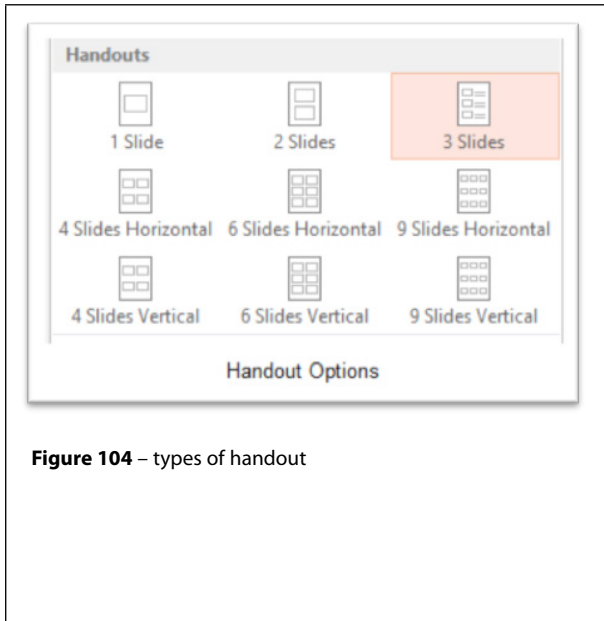 Handouts
1 Slide 2 Slides 3 Slides
4 Slides Horizontal 6 Slides Horizontal 9 Slides Horizontal
4 Slides Vertical 6 Slides Vertical 9 Slides Vertical
Handout Options
Figure 104 – types of handout